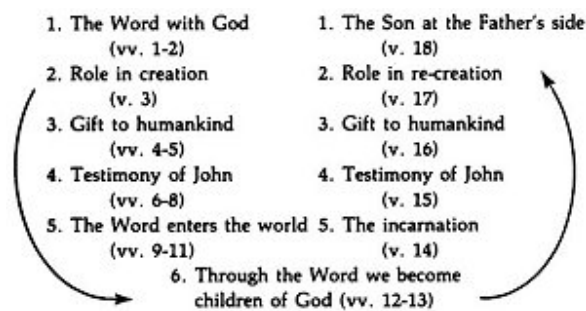 1. The Word with God
(vv. 1-2)
2. Role in creation
(v. 3)
3. Gift to humankind
(vv. 4-5)
4. Testimony of John
(vv. 6-8)
5. The Word enters the world
(vv. 9-11)
1. The Son at the Father's side
(v. 18)
2. Role in re-creation
(v. 17)
3. Gift to humankind
(v. 16)
4. Testimony of John
(v. 15)
5. The incarnation
(v. 14)
6. Through the Word we become
children of God (vv. 12-13)